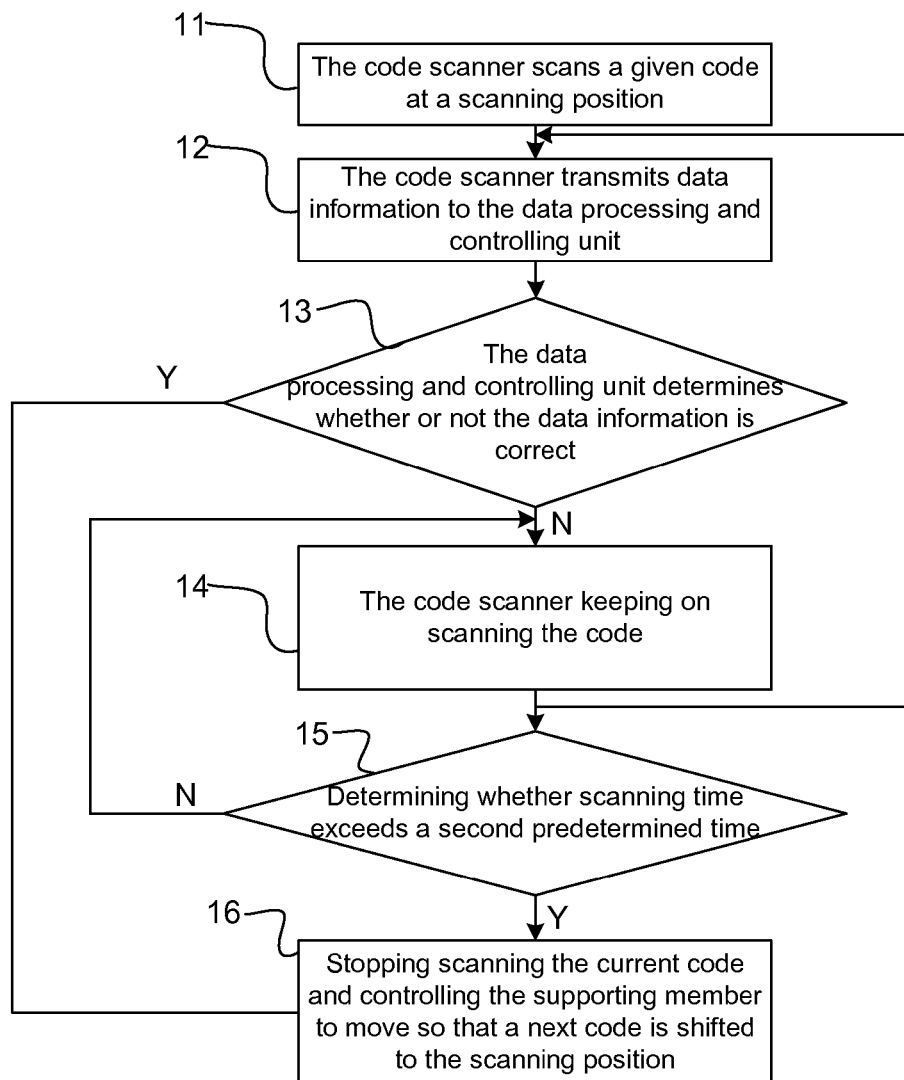 11
The code scanner scans a given code
at a scanning position
12
The code scanner transmits data
information to the data processing and
controlling unit
13
The data
processing and controlling unit determines
whether or not the data information is
correct
Y
N
14
The code scanner keeping on
scanning the code
15
Determining whether scanning time
exceeds a second predetermined time
N
Y
16
Stopping scanning the current code
and controlling the supporting member
to move so that a next code is shifted
to the scanning position